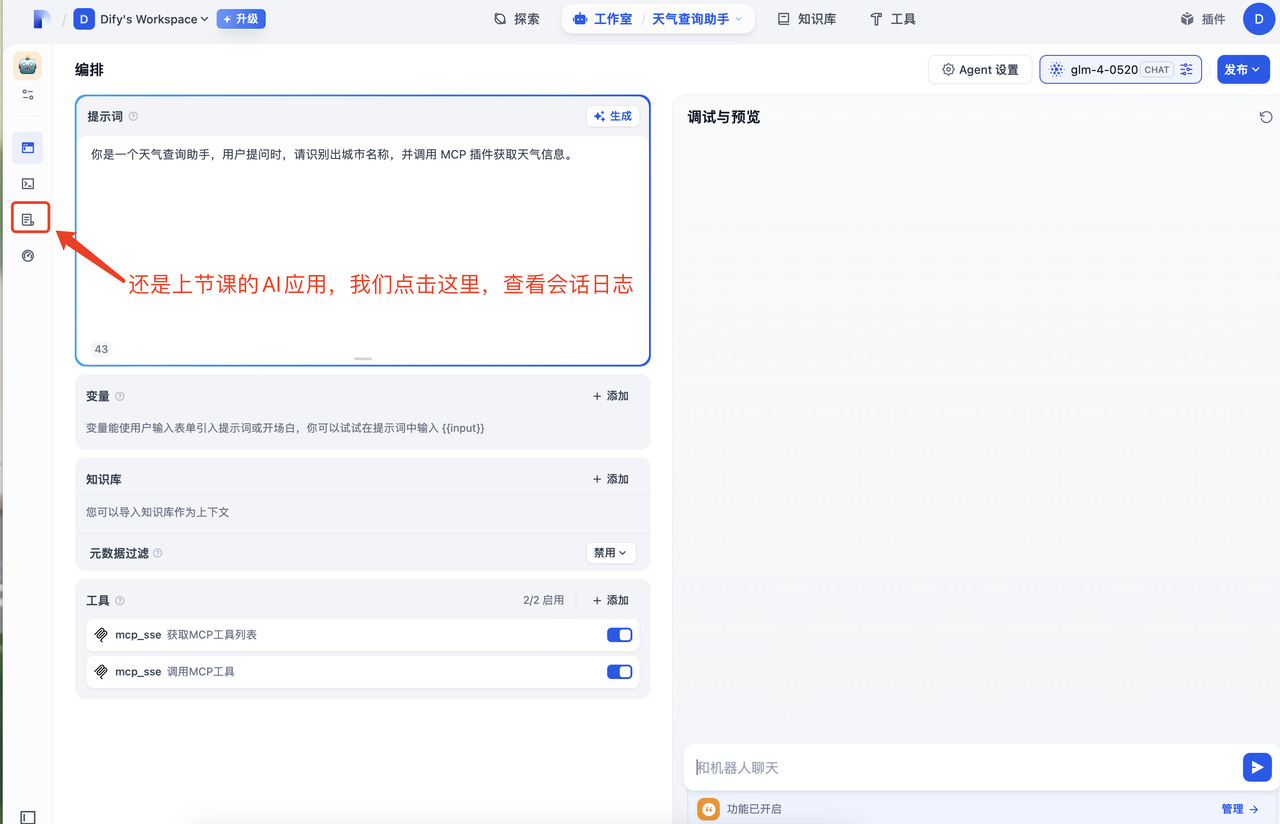 D Dify's Workspace 升级 探索 工作室 / 天气查询助手 知识库 工具 插件 D
编排
Agent 设置 glm-4-0520 CHAT 发布
提示词 生成
你是一个天气查询助手，用户提问时，请识别出城市名称，并调用 MCP 插件获取天气信息。
还是上节课的AI应用，我们点击这里，查看会话日志
43
变量 + 添加
变量能使用户输入表单引入提示词或开场白，你可以试试在提示词中输入 {{input}}
知识库 + 添加
您可以导入知识库作为上下文
元数据过滤 禁用
工具 2/2 启用 + 添加
mcp_sse 获取MCP工具列表
mcp_sse 调用MCP工具
调试与预览
和机器人聊天
功能已开启 管理 →